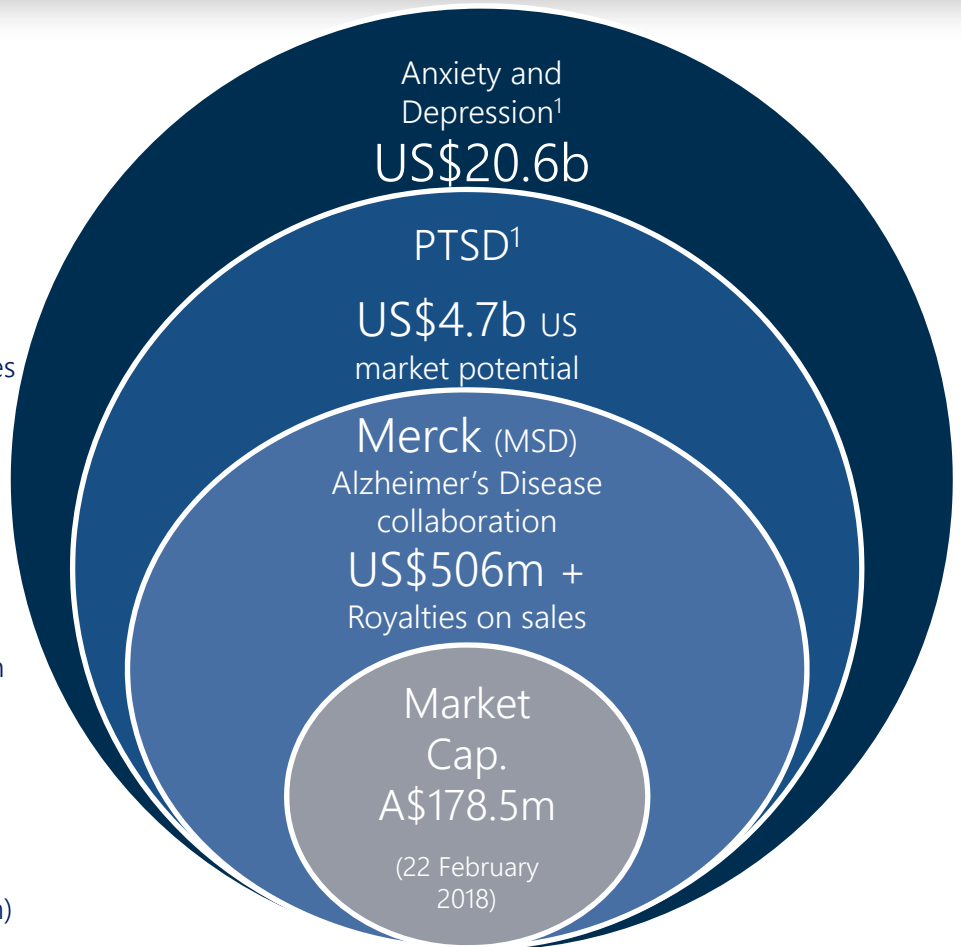 Anxiety and
Depression¹
US$20.6b
PTSD¹
US$4.7b US
market potential
Merck (MSD)
Alzheimer’s Disease
collaboration
US$506m +
Royalties on sales
Market
Cap.
A$178.5m
(22 February
2018)